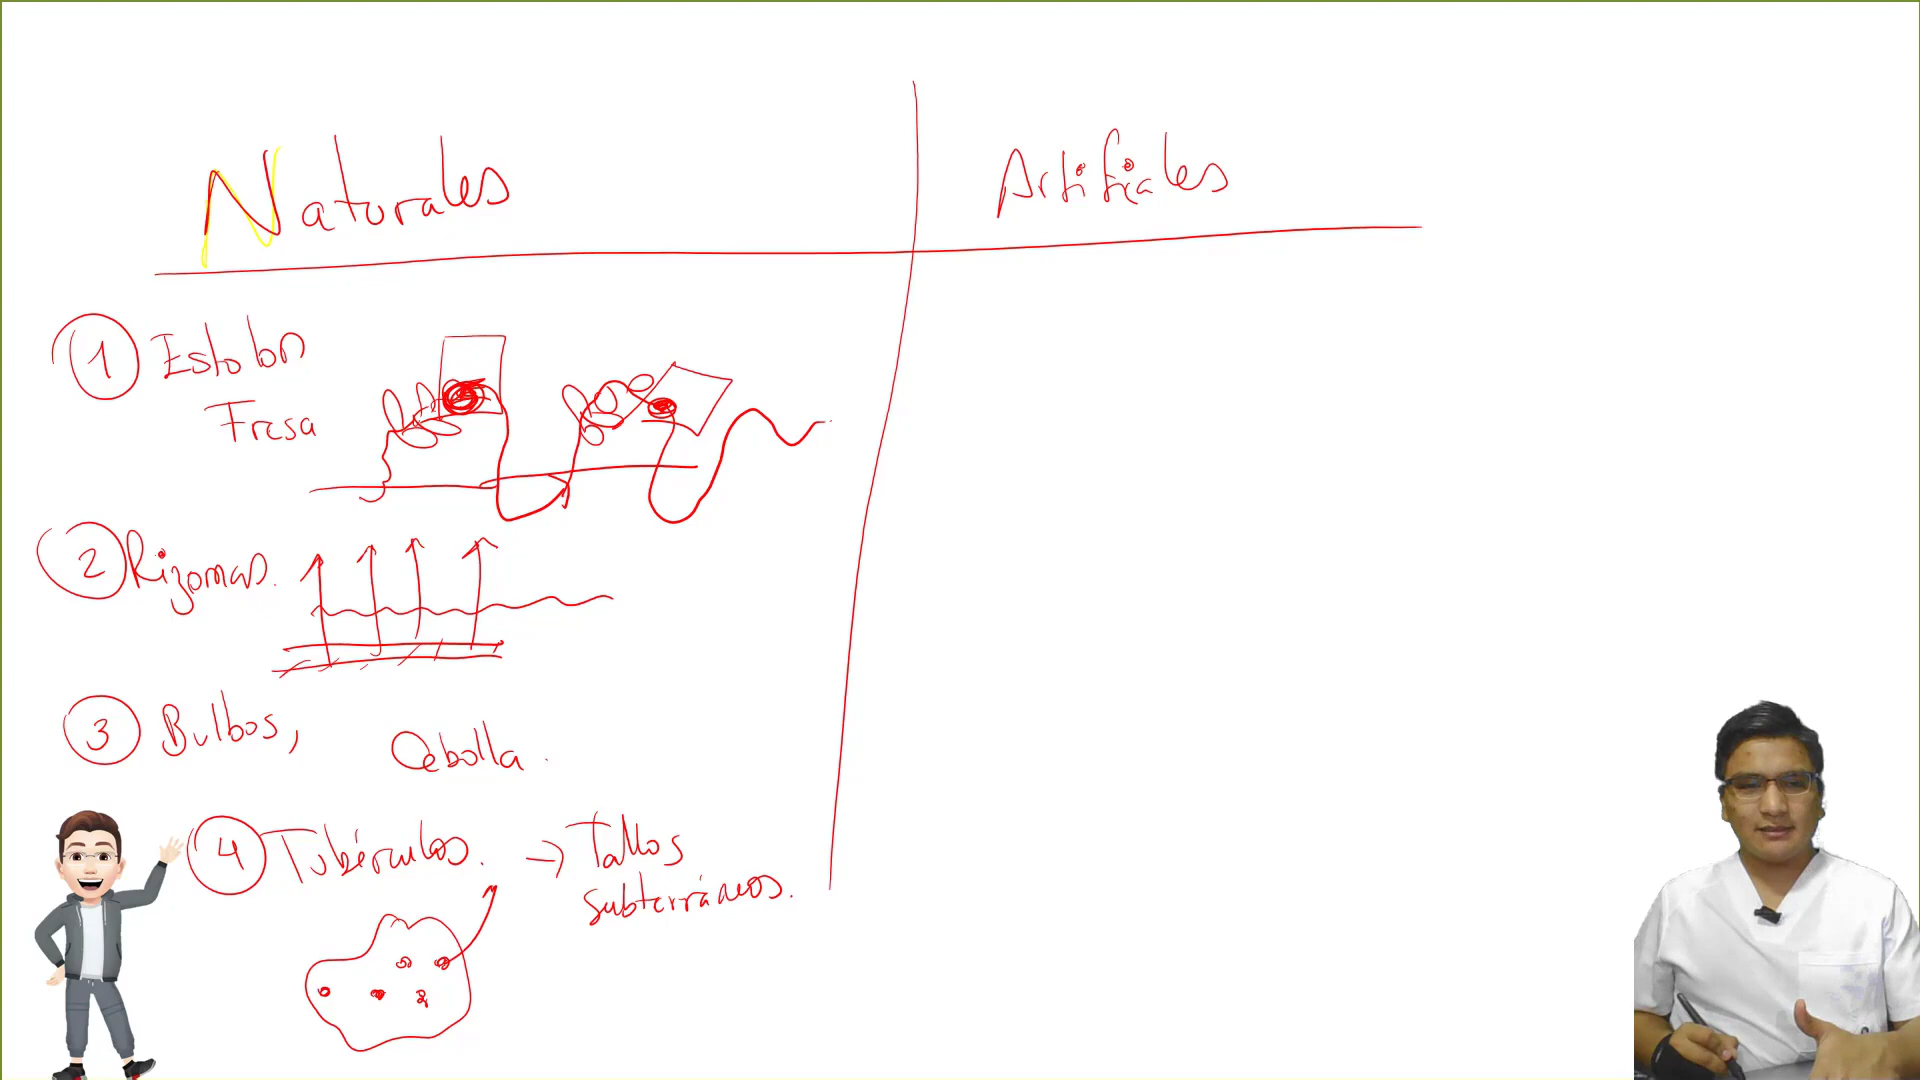 Naturales
Artificiales
1 Estolon
Fresa
2 Rizomas.
3 Bulbos, Cebolla.
4 Tubérculos. → Tallos
subterráneos.